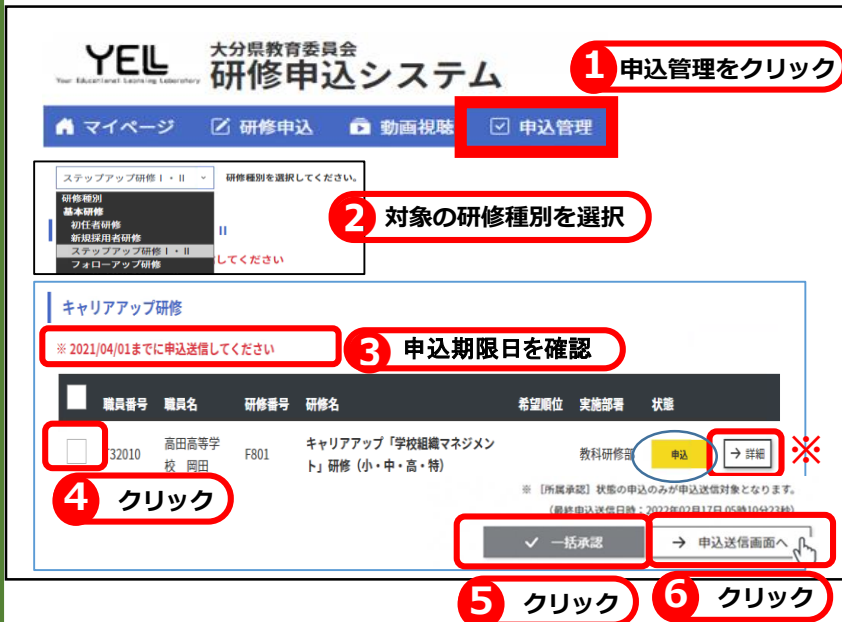 YELL
Your Educational Learning Laboratory
大分県教育委員会
研修申込システム
1 申込管理をクリック
マイページ 研修申込 動画視聴 申込管理
ステップアップ研修Ⅰ・Ⅱ 研修種別を選択してください。
研修種別
基本研修
初任者研修
新規採用者研修
ステップアップ研修Ⅰ・Ⅱ
フォローアップ研修
II
してください
2 対象の研修種別を選択
キャリアアップ研修
※ 2021/04/01までに申込送信してください
3 申込期限日を確認
職員番号 職員名 研修番号 研修名 希望順位 実施部署 状態
T32010 高田高等学校 岡田 F801 キャリアアップ「学校組織マネジメント」研修（小・中・高・特） 教科研修部 申込 → 詳細 ※
4 クリック
※ ［所属承認］状態の申込のみが申込送信対象となります。
（最終申込送信日時：2022年02月17日 05時10分23秒）
✓ 一括承認 → 申込送信画面へ
5 クリック 6 クリック